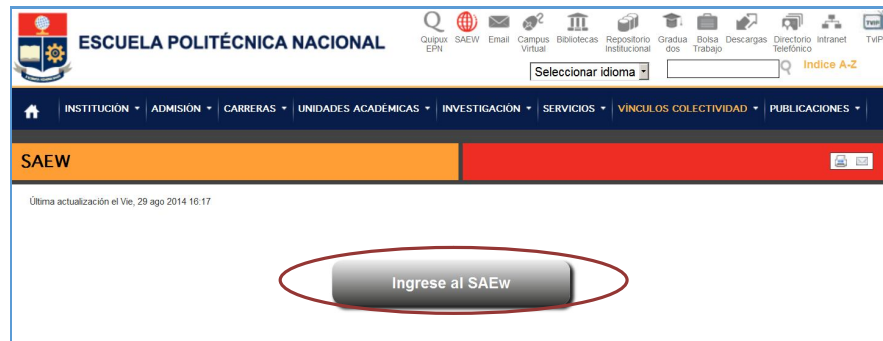 ESCUELA POLITÉCNICA NACIONAL
Quipux EPN
SAEW
Email
Campus Virtual
Bibliotecas
Repositorio Institucional
Graduados
Bolsa Trabajo
Descargas
Directorio Telefónico
Intranet
TvIP
Seleccionar idioma
Indice A-Z
INSTITUCIÓN ADMISIÓN CARRERAS UNIDADES ACADÉMICAS INVESTIGACIÓN SERVICIOS VÍNCULOS COLECTIVIDAD PUBLICACIONES
SAEW
Última actualización el Vie, 29 ago 2014 16:17
Ingrese al SAEw